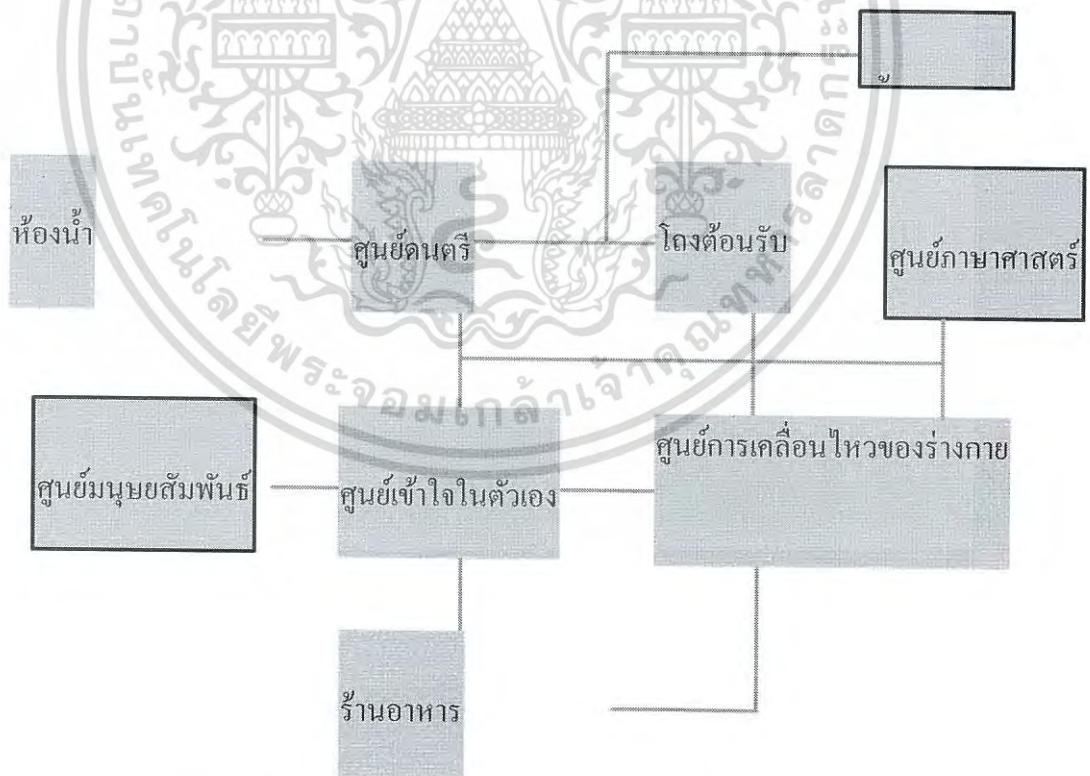 ห้องน้ำ
ศูนย์ดนตรี
โถงต้อนรับ
ศูนย์ภาษาศาสตร์
ศูนย์มนุษยสัมพันธ์
ศูนย์เข้าใจในตัวเอง
ศูนย์การเคลื่อนไหวของร่างกาย
ร้านอาหาร